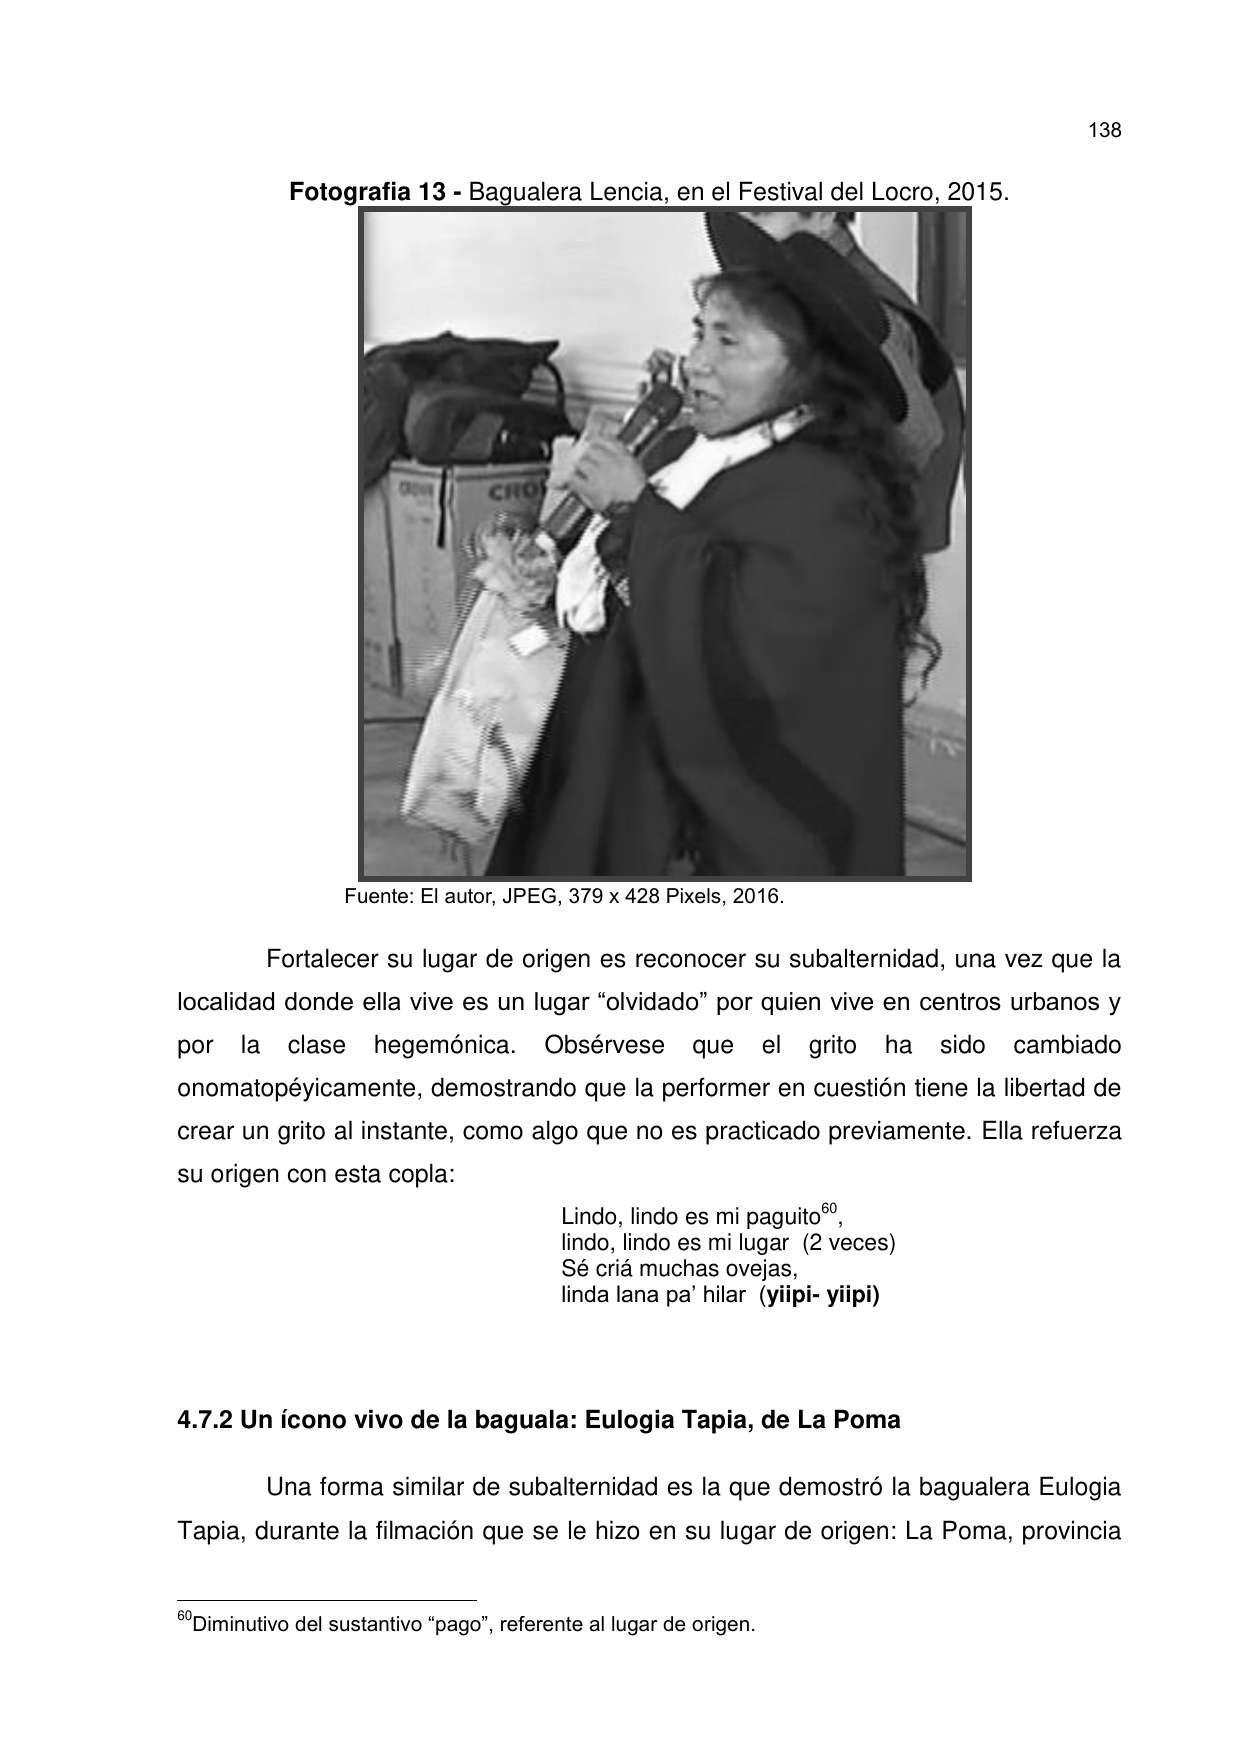 138
Fotografia 13 - Bagualera Lencia, en el Festival del Locro, 2015.
CROWN CRO
Fuente: El autor, JPEG, 379 x 428 Pixels, 2016.
Fortalecer su lugar de origen es reconocer su subalternidad, una vez que la
localidad donde ella vive es un lugar “olvidado” por quien vive en centros urbanos y
por la clase hegemónica. Obsérvese que el grito ha sido cambiado
onomatopéyicamente, demostrando que la performer en cuestión tiene la libertad de
crear un grito al instante, como algo que no es practicado previamente. Ella refuerza
su origen con esta copla:
Lindo, lindo es mi paguito60,
lindo, lindo es mi lugar (2 veces)
Sé criá muchas ovejas,
linda lana pa’ hilar (yiipi- yiipi)
4.7.2 Un ícono vivo de la baguala: Eulogia Tapia, de La Poma
Una forma similar de subalternidad es la que demostró la bagualera Eulogia
Tapia, durante la filmación que se le hizo en su lugar de origen: La Poma, provincia
60Diminutivo del sustantivo “pago”, referente al lugar de origen.